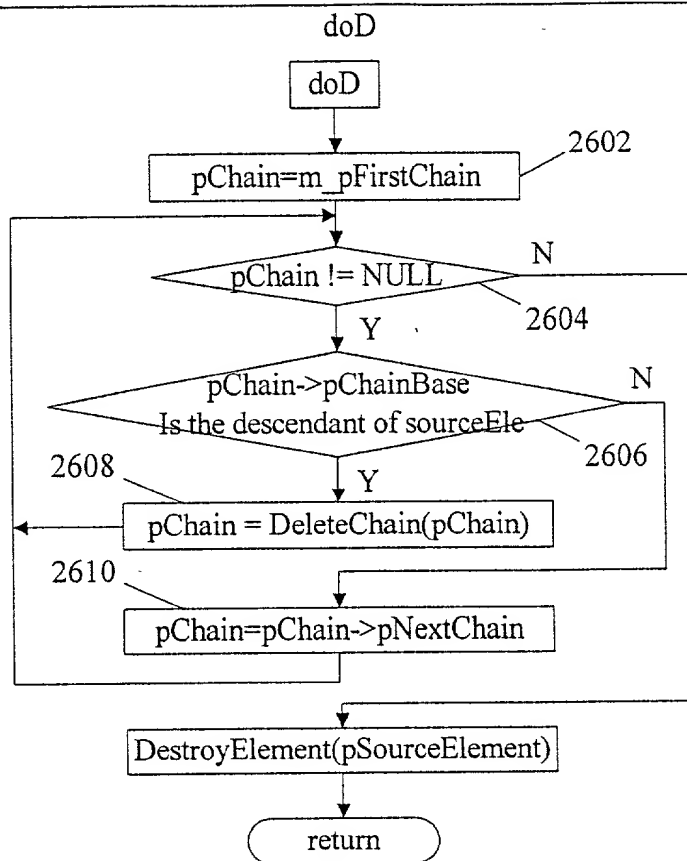 doD
doD
2602
pChain=m_pFirstChain
N
pChain != NULL
2604
Y
N
pChain->pChainBase
Is the descendant of sourceEle
2606
2608
Y
pChain = DeleteChain(pChain)
2610
pChain=pChain->pNextChain
DestroyElement(pSourceElement)
return